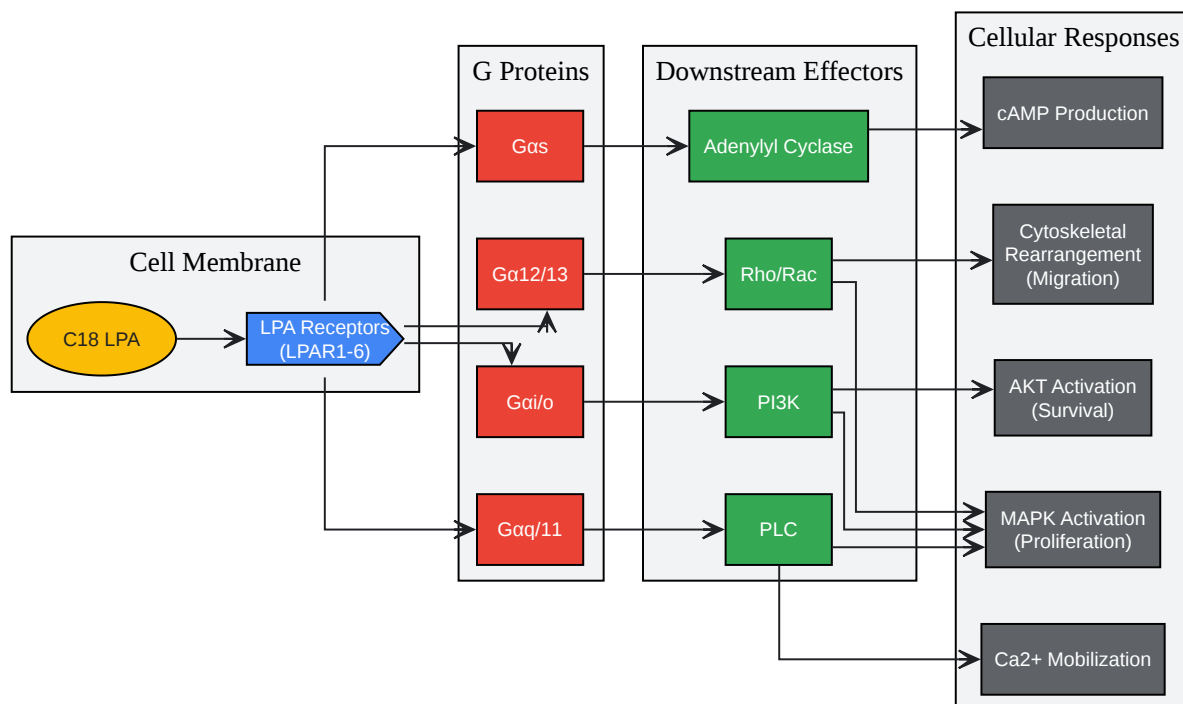 Cell Membrane
C18 LPA
LPA Receptors
(LPAR1-6)
G Proteins
Gαs
Gα12/13
Gαi/o
Gαq/11
Downstream Effectors
Adenylyl Cyclase
Rho/Rac
PI3K
PLC
Cellular Responses
cAMP Production
Cytoskeletal
Rearrangement
(Migration)
AKT Activation
(Survival)
MAPK Activation
(Proliferation)
Ca2+ Mobilization